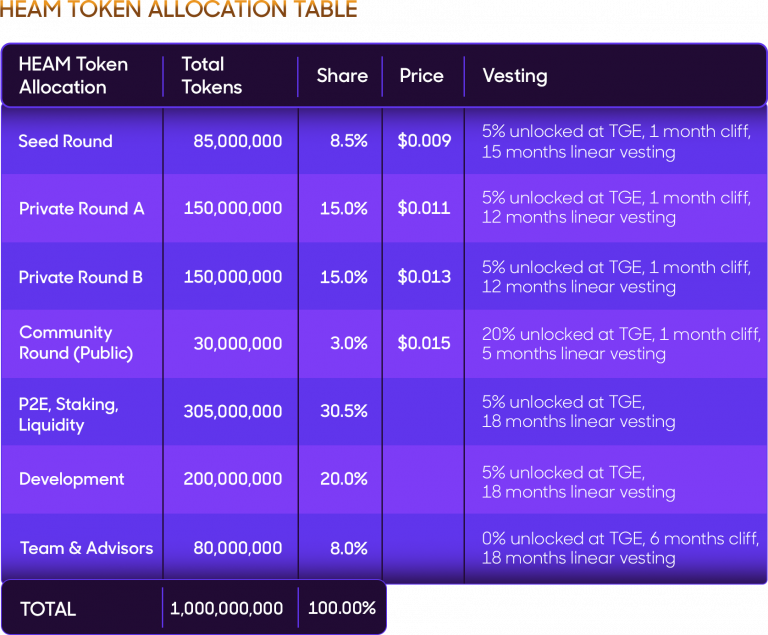 HEAM TOKEN ALLOCATION TABLE
HEAM Token
Allocation
Total
Tokens
Share
Price
Vesting
Seed Round
85,000,000
8.5%
$0.009
5% unlocked at TGE, 1 month cliff,
15 months linear vesting
Private Round A
150,000,000
15.0%
$0.011
5% unlocked at TGE, 1 month cliff,
12 months linear vesting
Private Round B
150,000,000
15.0%
$0.013
5% unlocked at TGE, 1 month cliff,
12 months linear vesting
Community
Round (Public)
30,000,000
3.0%
$0.015
20% unlocked at TGE, 1 month cliff,
5 months linear vesting
P2E, Staking,
Liquidity
305,000,000
30.5%
5% unlocked at TGE,
18 months linear vesting
Development
200,000,000
20.0%
5% unlocked at TGE,
18 months linear vesting
Team & Advisors
80,000,000
8.0%
0% unlocked at TGE, 6 months cliff,
18 months linear vesting
TOTAL
1,000,000,000
100.00%